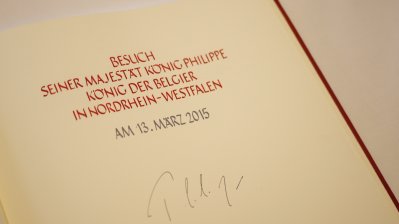 BESUCH
SEINER MAJESTÄT KÖNIG PHILIPPE
KÖNIG DER BELGIER
IN NORDRHEIN-WESTFALEN
AM 13. MÄRZ 2015